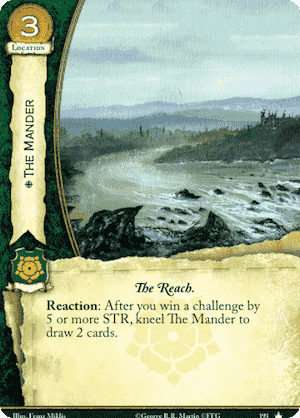 3
LOCATION
THE MANDER
The Reach.
Reaction: After you win a challenge by
5 or more STR, kneel The Mander to
draw 2 cards.
Illus. Franz Miklis ©George R.R. Martin ©FFG 193